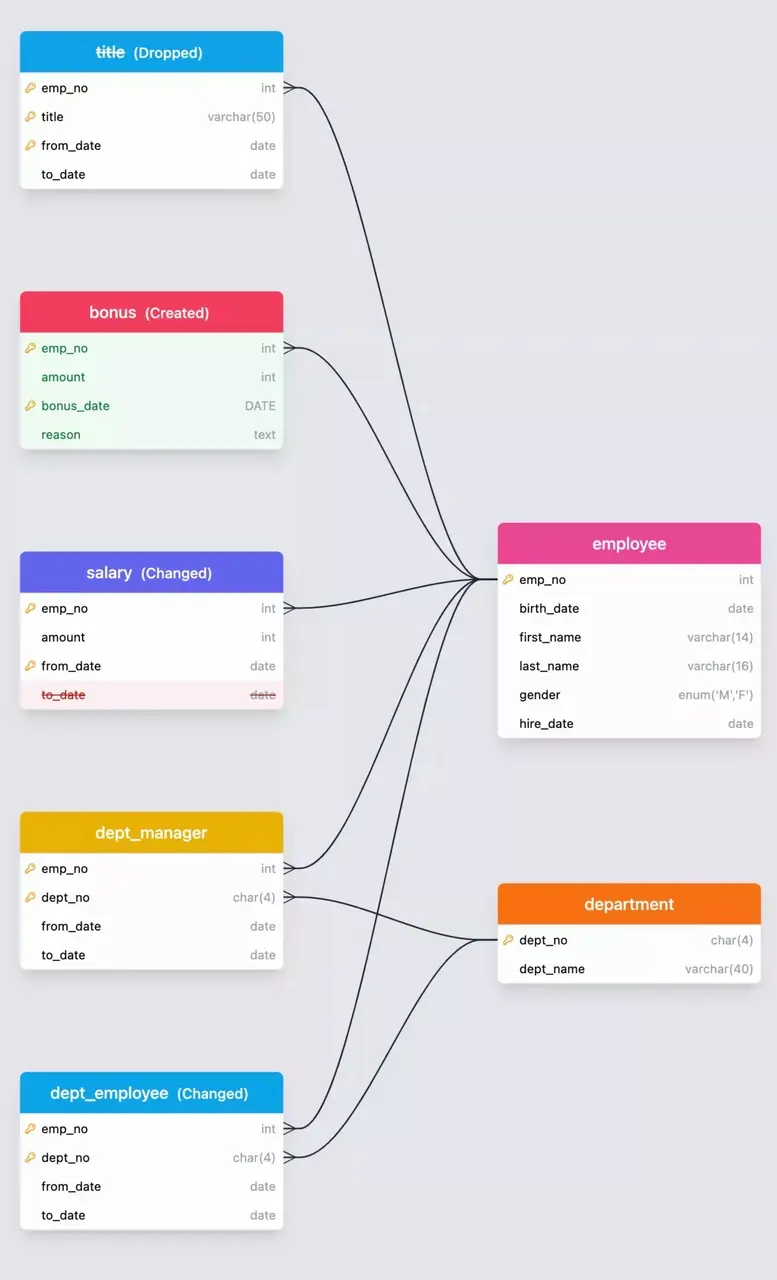 title (Dropped)
emp_no int
title varchar(50)
from_date date
to_date date
bonus (Created)
emp_no int
amount int
bonus_date DATE
reason text
salary (Changed)
emp_no int
amount int
from_date date
to_date date
dept_manager
emp_no int
dept_no char(4)
from_date date
to_date date
dept_employee (Changed)
emp_no int
dept_no char(4)
from_date date
to_date date
employee
emp_no int
birth_date date
first_name varchar(14)
last_name varchar(16)
gender enum('M','F')
hire_date date
department
dept_no char(4)
dept_name varchar(40)